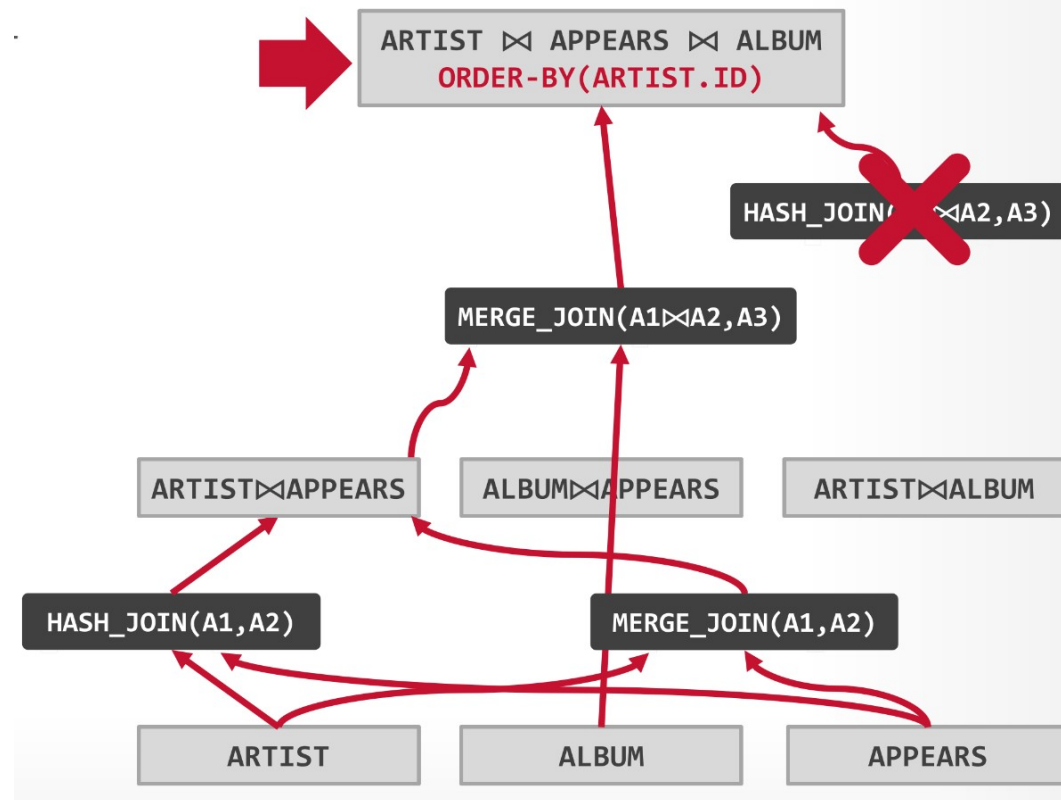 ARTIST ⋈ APPEARS ⋈ ALBUM
ORDER-BY(ARTIST.ID)
HASH_JOIN( ⋈A2,A3)
MERGE_JOIN(A1⋈A2,A3)
ARTIST⋈APPEARS
ALBUM⋈APPEARS
ARTIST⋈ALBUM
HASH_JOIN(A1,A2)
MERGE_JOIN(A1,A2)
ARTIST
ALBUM
APPEARS